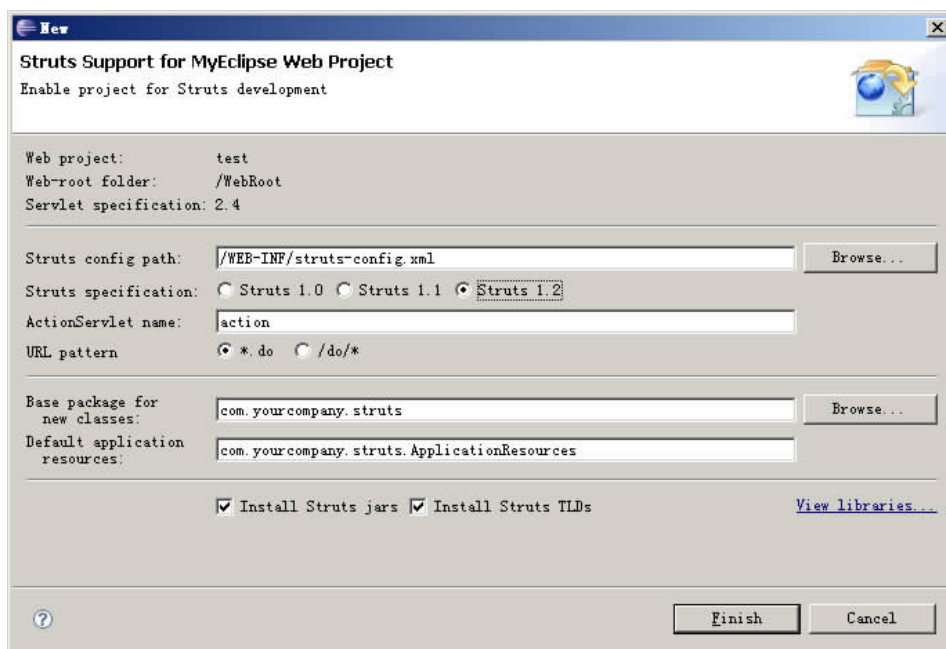 New
Struts Support for MyEclipse Web Project
Enable project for Struts development
Web project: test
Web-root folder: /WebRoot
Servlet specification: 2.4
Struts config path: /WEB-INF/struts-config.xml Browse...
Struts specification: Struts 1.0 Struts 1.1 Struts 1.2
ActionServlet name: action
URL pattern *.do /do/*
Base package for
new classes: com.yourcompany.struts Browse...
Default application
resources: com.yourcompany.struts.ApplicationResources
Install Struts jars Install Struts TLDs View libraries...
? Finish Cancel